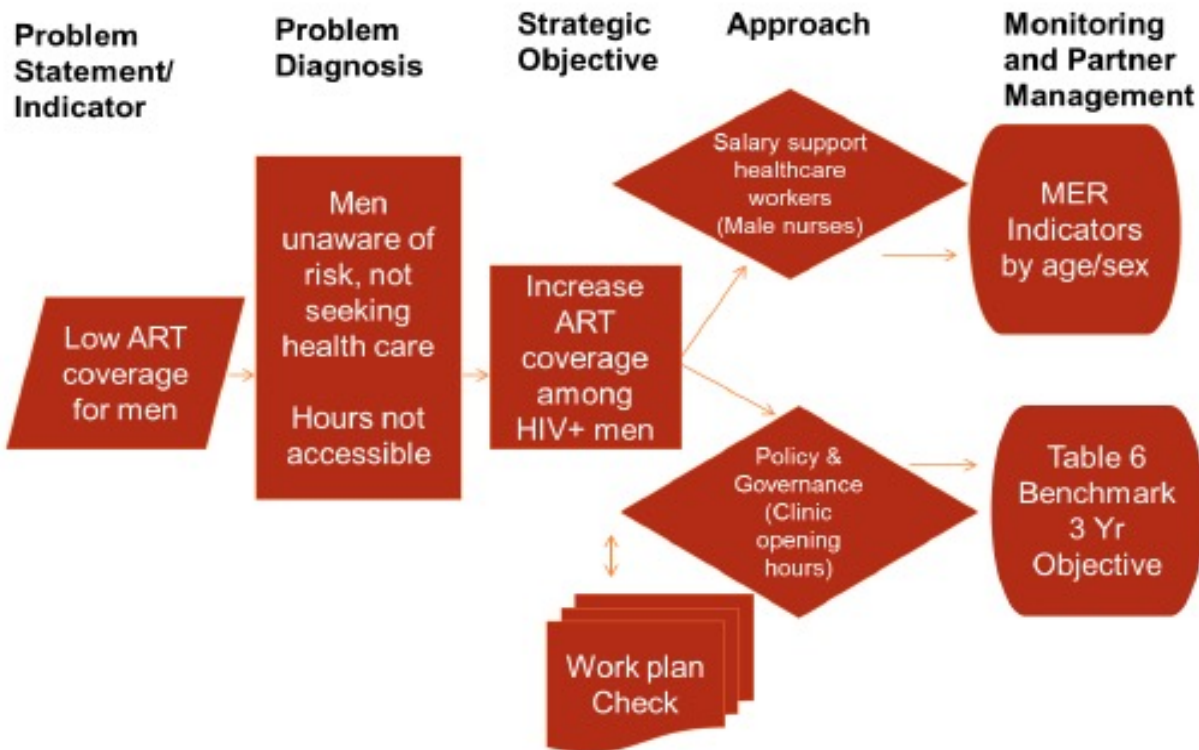 Problem
Statement/
Indicator
Problem
Diagnosis
Strategic
Objective
Approach
Monitoring
and Partner
Management
Low ART
coverage
for men
Men
unaware of
risk, not
seeking
health care
Hours not
accessible
Increase
ART
coverage
among
HIV+ men
Salary support
healthcare
workers
(Male nurses)
MER
Indicators
by age/sex
Policy &
Governance
(Clinic
opening
hours)
Table 6
Benchmark
3 Yr
Objective
Work plan
Check